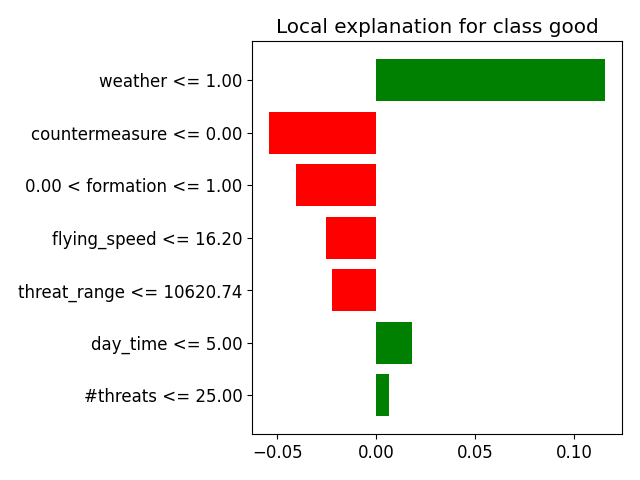 Local explanation for class good
weather <= 1.00
countermeasure <= 0.00
0.00 < formation <= 1.00
flying_speed <= 16.20
threat_range <= 10620.74
day_time <= 5.00
#threats <= 25.00
−0.05 0.00 0.05 0.10